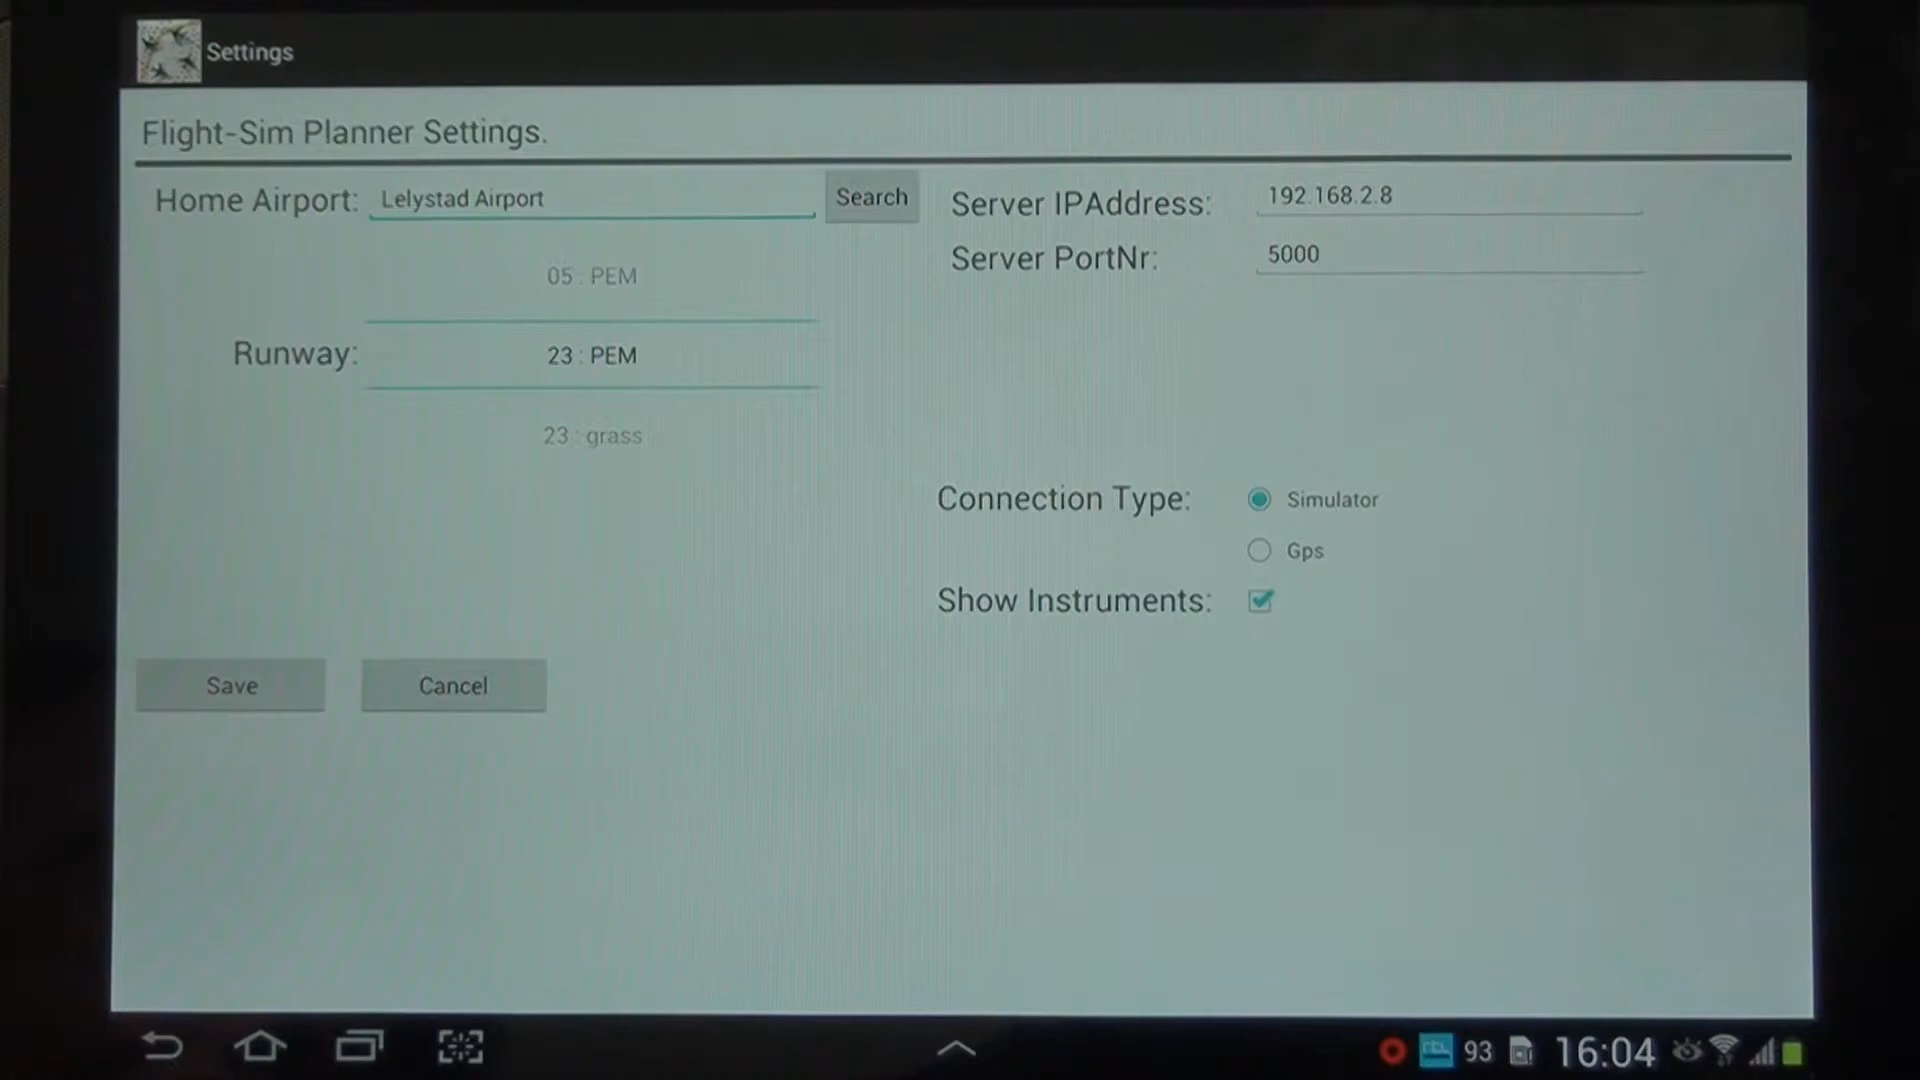 Settings
Flight-Sim Planner Settings.
Home Airport: Lelystad Airport Search
Server IPAddress: 192.168.2.8
Server PortNr: 5000
05 : PEM
Runway: 23 : PEM
23 : grass
Connection Type: Simulator
Gps
Show Instruments:
Save Cancel
93 16:04